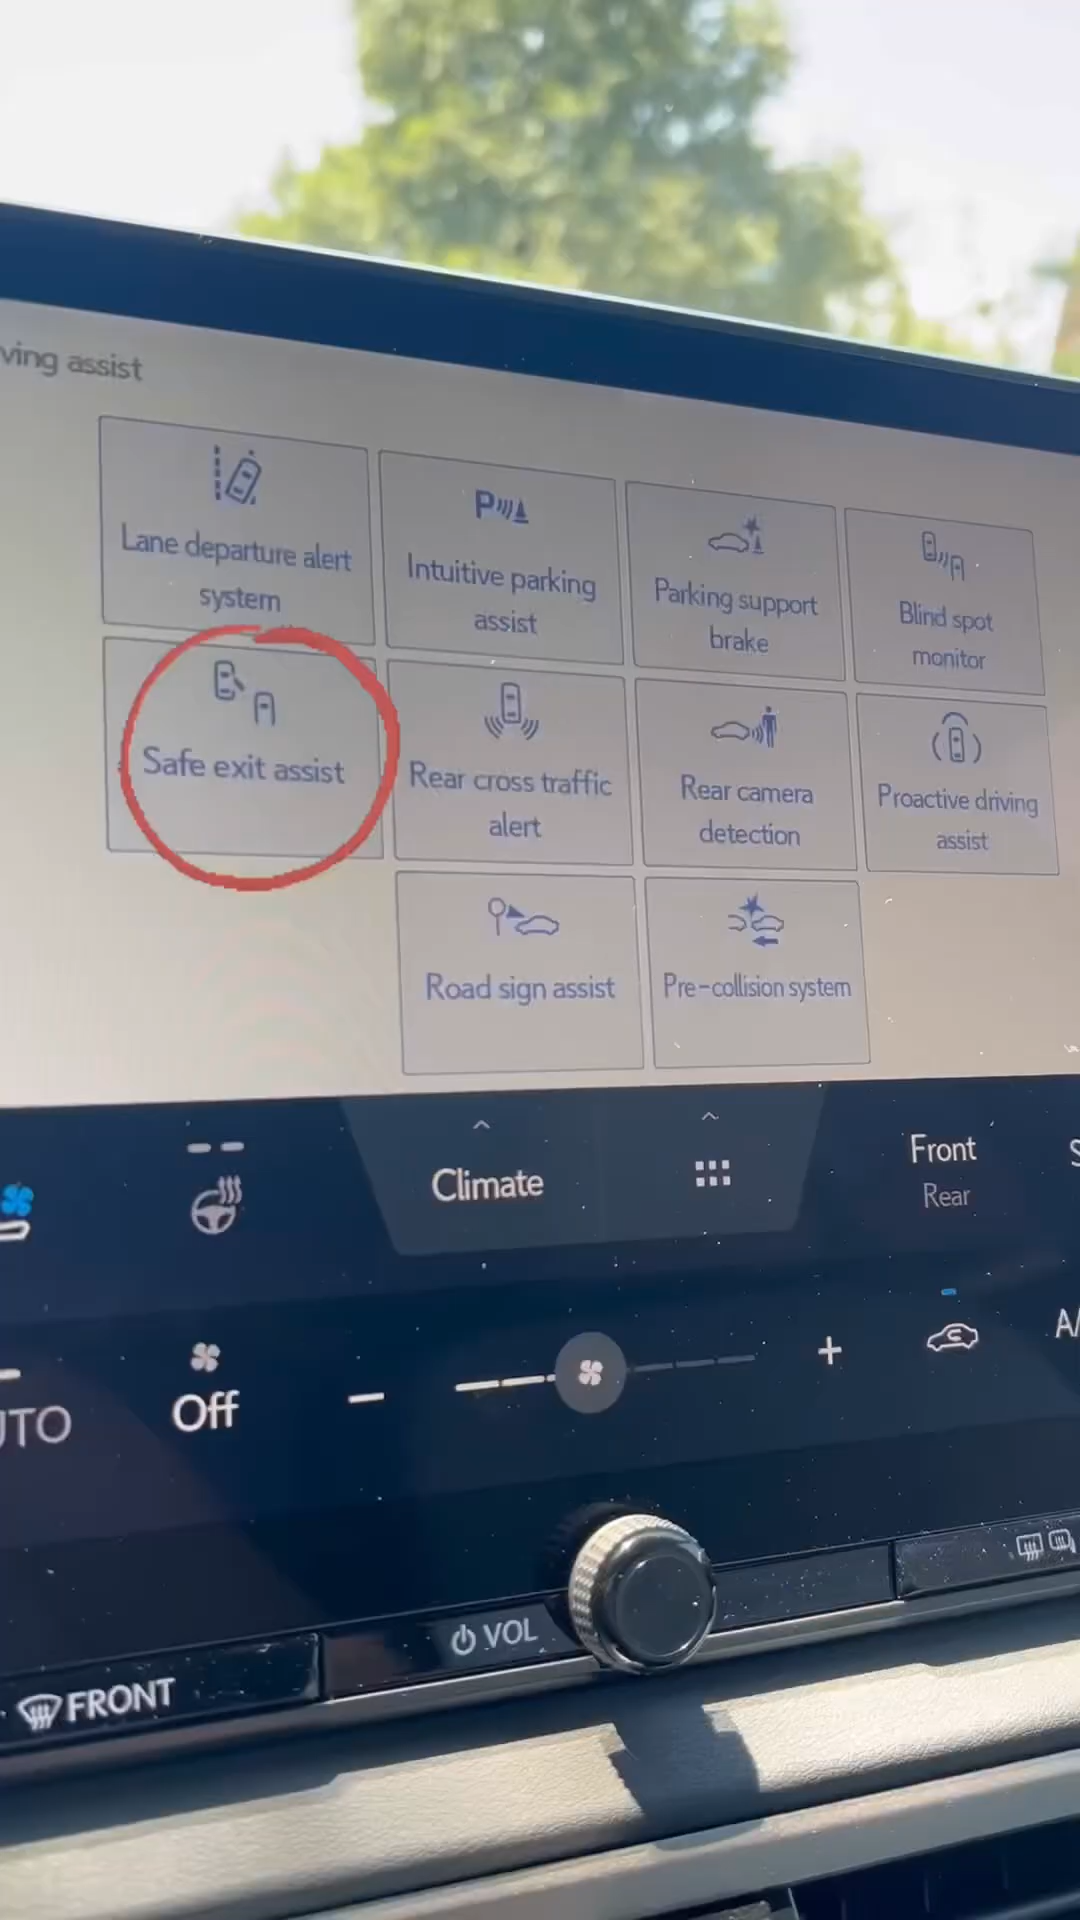 ving assist
Lane departure alert
system
Intuitive parking
assist
Parking support
brake
Blind spot
monitor
Safe exit assist
Rear cross traffic
alert
Rear camera
detection
Proactive driving
assist
Road sign assist
Pre-collision system
Climate
Front
Rear
S
UTO
Off
A/
VOL
FRONT